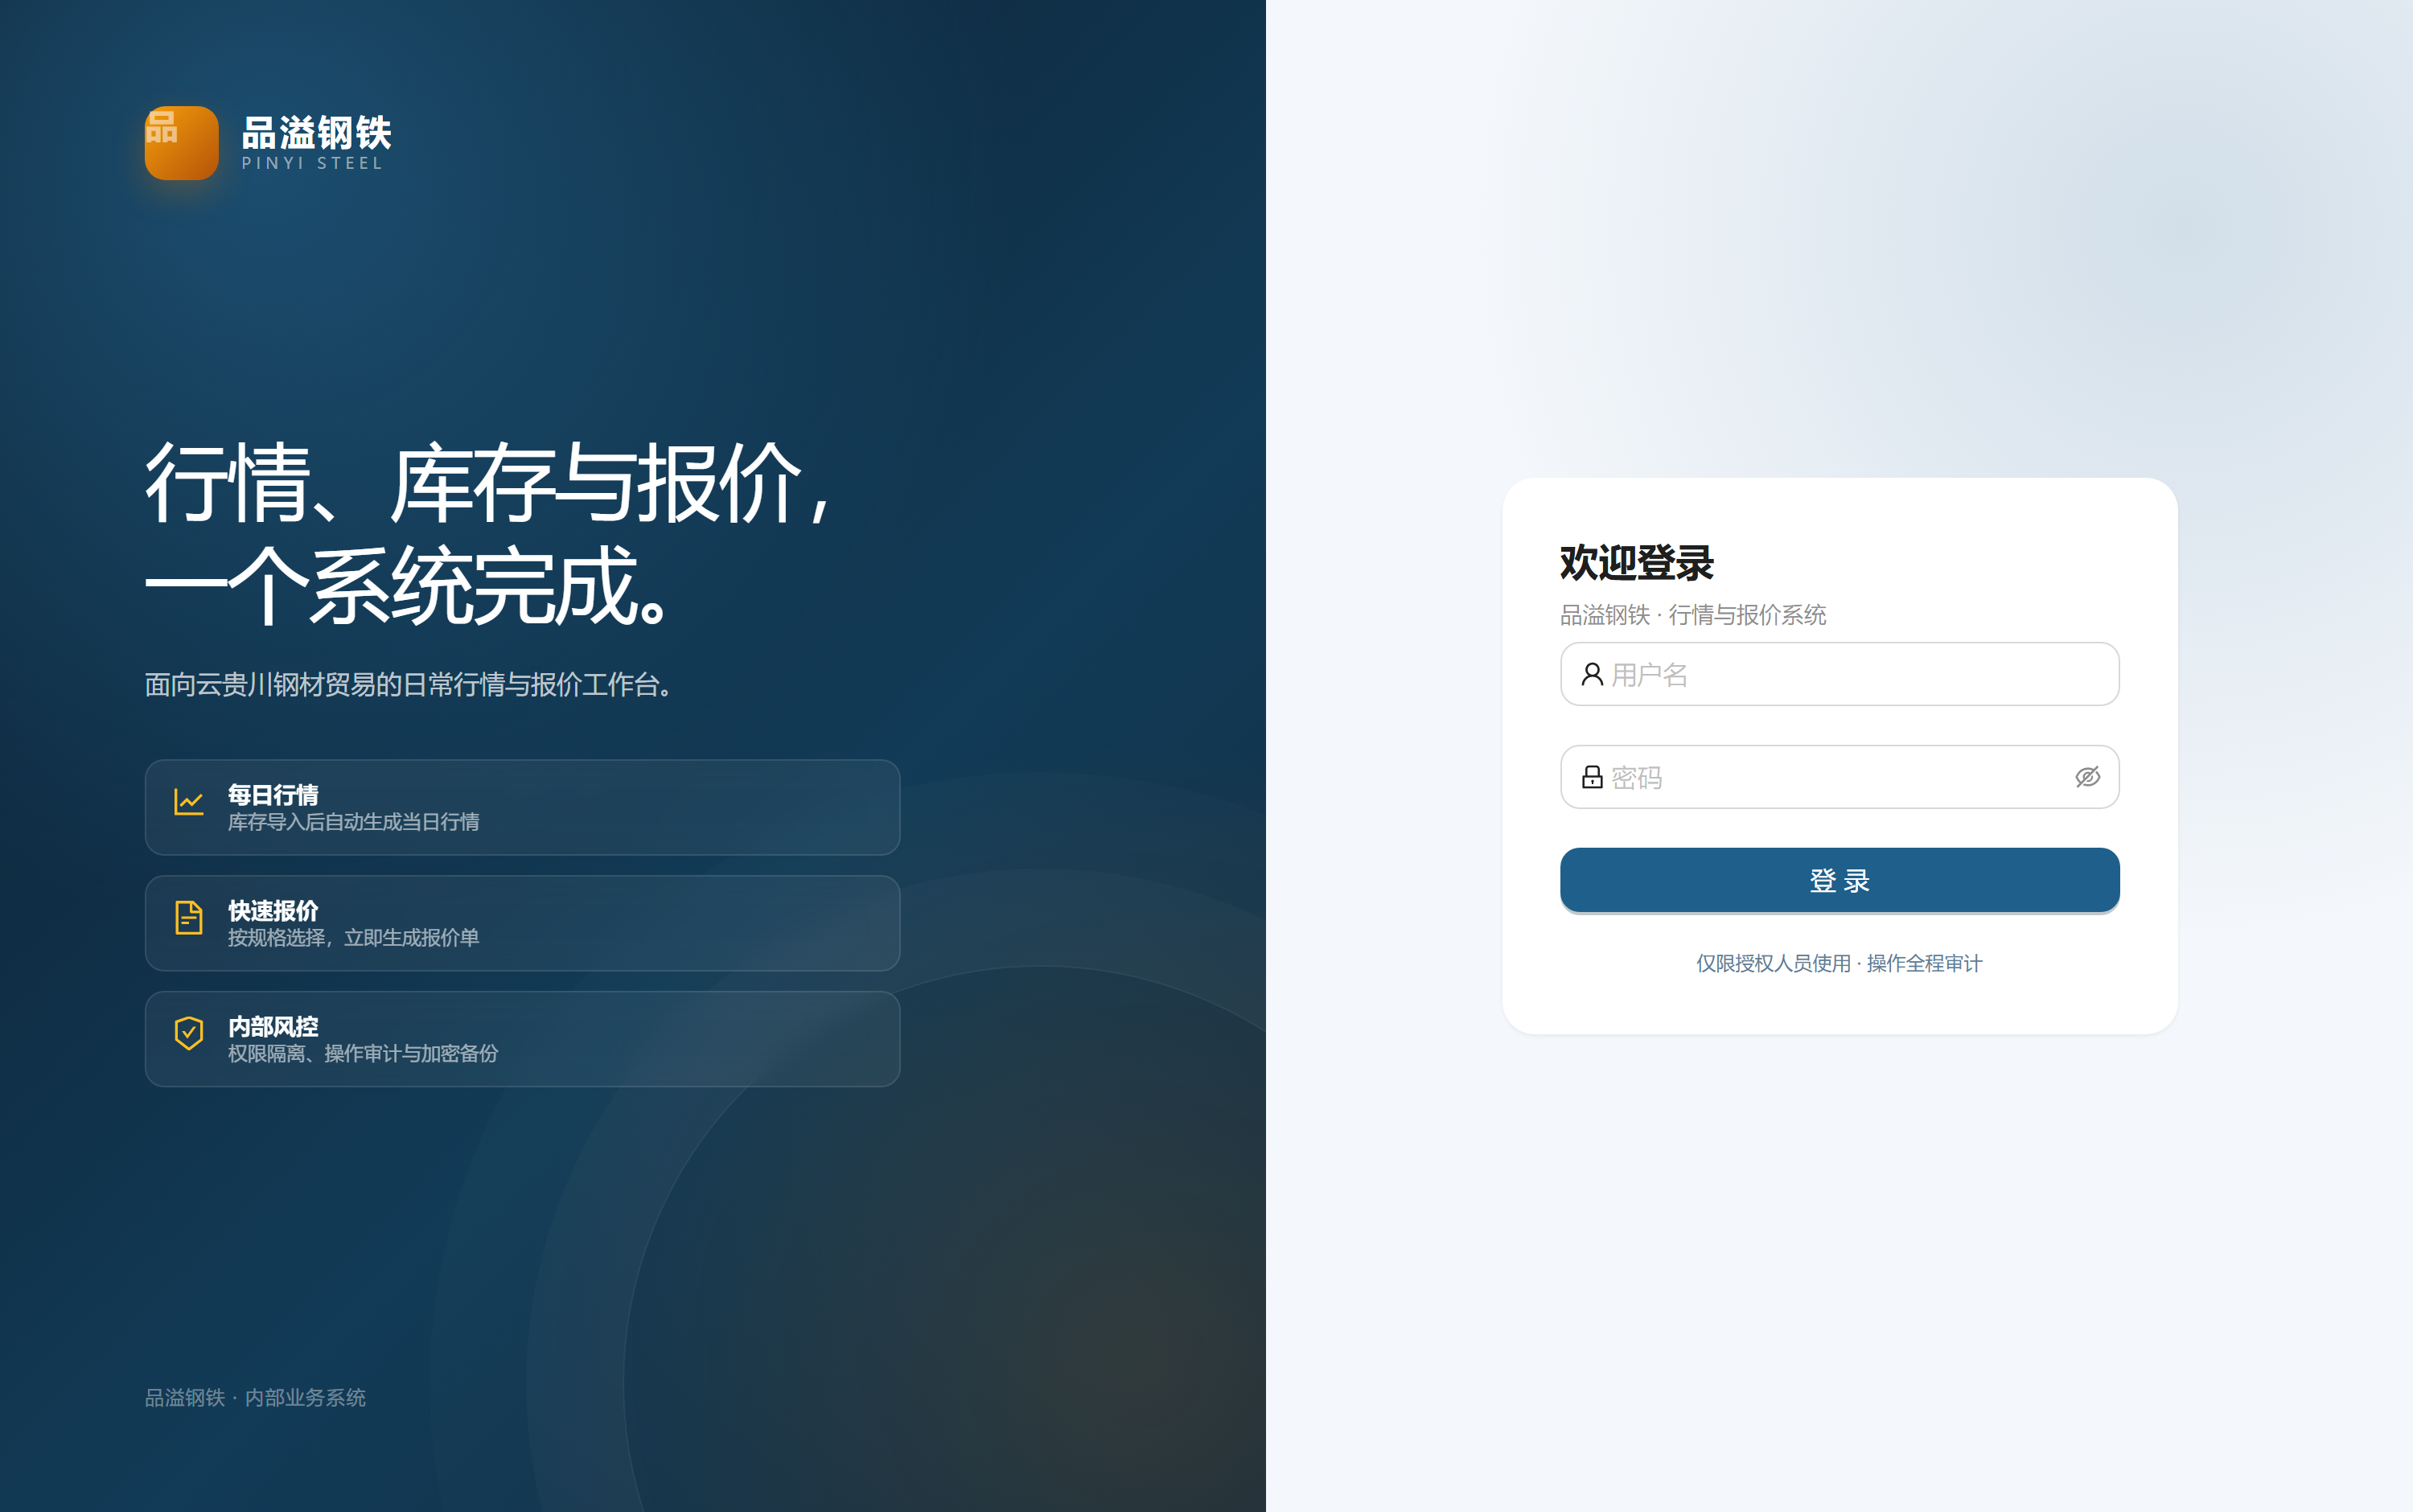 品
品溢钢铁
PINYI STEEL
行情、库存与报价，
一个系统完成。
面向云贵川钢材贸易的日常行情与报价工作台。
每日行情
库存导入后自动生成当日行情
快速报价
按规格选择，立即生成报价单
内部风控
权限隔离、操作审计与加密备份
品溢钢铁 · 内部业务系统
欢迎登录
品溢钢铁 · 行情与报价系统
用户名
密码
登 录
仅限授权人员使用 · 操作全程审计